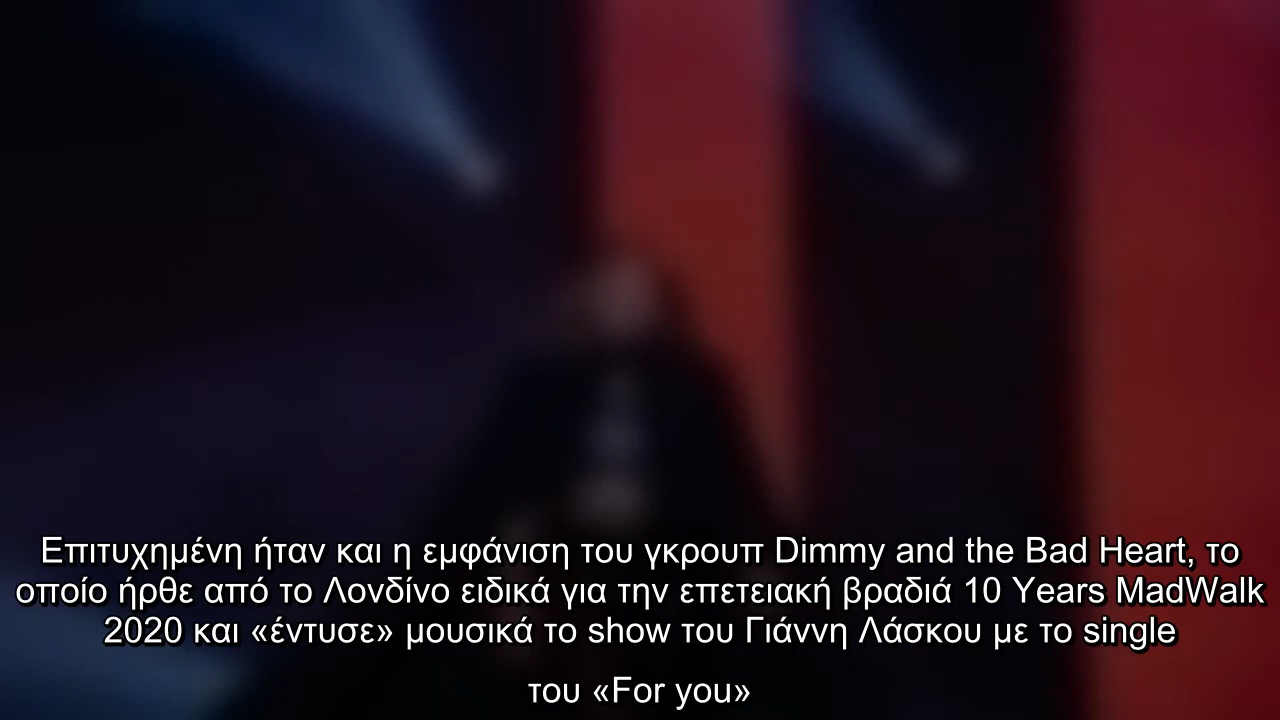 Επιτυχημένη ήταν και η εμφάνιση του γκρουπ Dimmy and the Bad Heart, το
οποίο ήρθε από το Λονδίνο ειδικά για την επετειακή βραδιά 10 Years MadWalk
2020 και «έντυσε» μουσικά το show του Γιάννη Λάσκου με το single
του «For you»